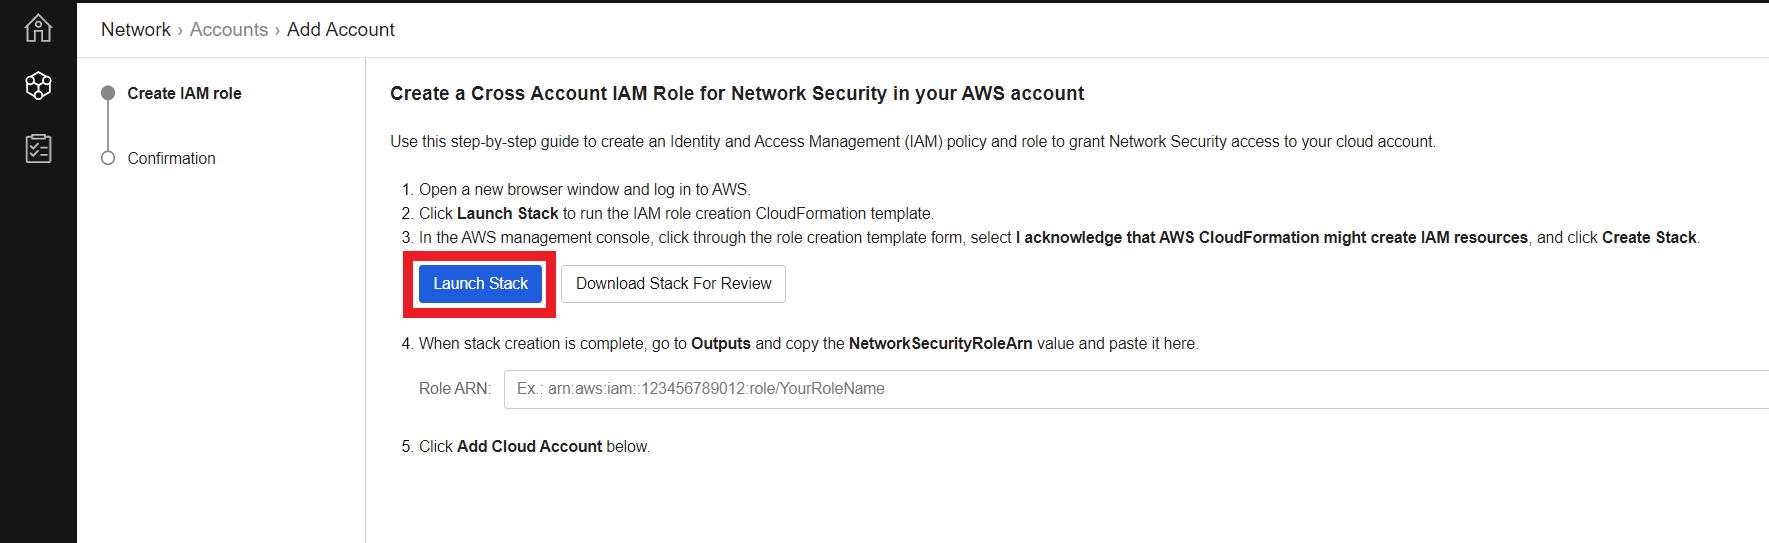 Network › Accounts › Add Account
Create IAM role
Confirmation
Create a Cross Account IAM Role for Network Security in your AWS account
Use this step-by-step guide to create an Identity and Access Management (IAM) policy and role to grant Network Security access to your cloud account.
1. Open a new browser window and log in to AWS.
2. Click Launch Stack to run the IAM role creation CloudFormation template.
3. In the AWS management console, click through the role creation template form, select I acknowledge that AWS CloudFormation might create IAM resources, and click Create Stack.
Launch Stack Download Stack For Review
4. When stack creation is complete, go to Outputs and copy the NetworkSecurityRoleArn value and paste it here.
Role ARN: Ex.: arn:aws:iam::123456789012:role/YourRoleName
5. Click Add Cloud Account below.